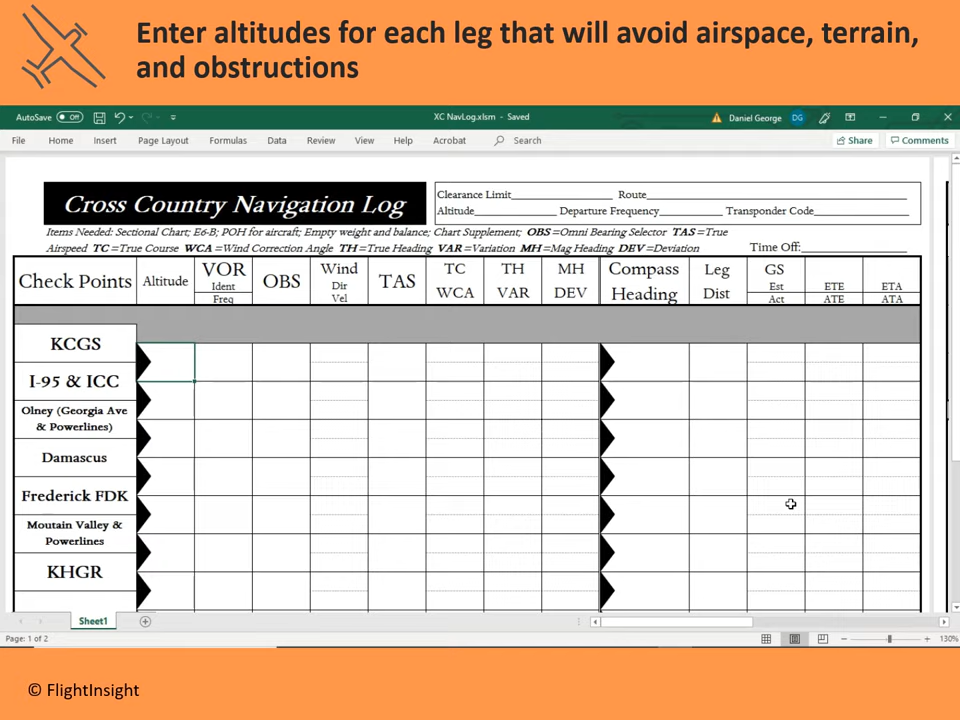 Enter altitudes for each leg that will avoid airspace, terrain,
and obstructions
AutoSave Off XC NavLog.xlsm - Saved Daniel George DG
File Home Insert Page Layout Formulas Data Review View Help Acrobat Search Share Comments
Cross Country Navigation Log
Clearance Limit____________ Route________________________________
Altitude______________ Departure Frequency__________ Transponder Code_______________
Items Needed: Sectional Chart; E6-B; POH for aircraft; Empty weight and balance; Chart Supplement; OBS=Omni Bearing Selector TAS=True
Airspeed TC=True Course WCA=Wind Correction Angle TH=True Heading VAR=Variation MH=Mag Heading DEV=Deviation
Time Off:________________
Check Points Altitude VOR Ident Freq OBS Wind Dir Vel TAS TC WCA TH VAR MH DEV Compass Heading Leg Dist GS Est Act ETE ATE ETA ATA
KCGS
I-95 & ICC
Olney (Georgia Ave
& Powerlines)
Damascus
Frederick FDK
Moutain Valley &
Powerlines
KHGR
Sheet1
Page: 1 of 2 130%
© FlightInsight